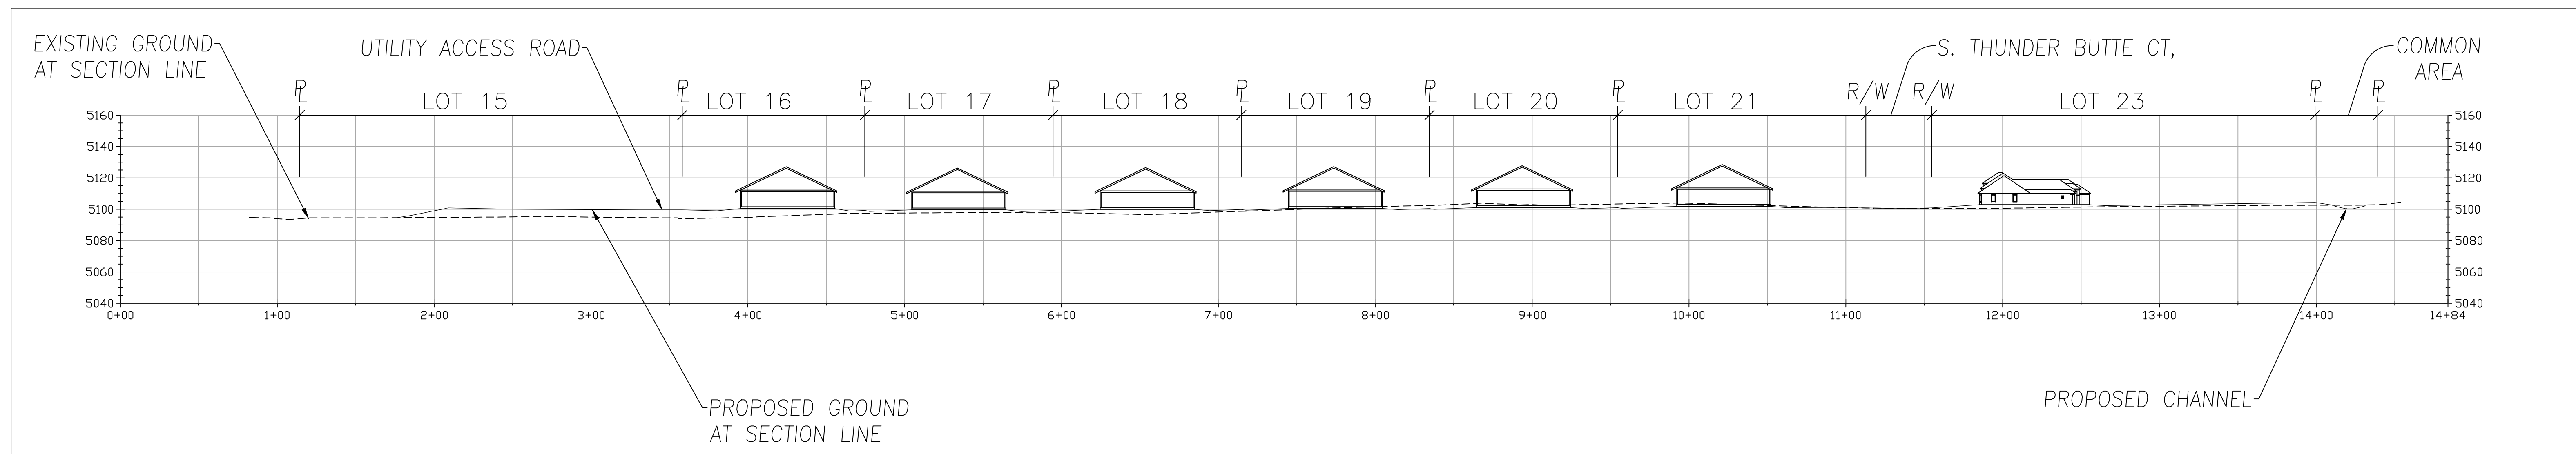 EXISTING GROUND
AT SECTION LINE
UTILITY ACCESS ROAD
S. THUNDER BUTTE CT,
COMMON
AREA
PL PL PL PL PL PL PL R/W R/W PL PL
LOT 15 LOT 16 LOT 17 LOT 18 LOT 19 LOT 20 LOT 21 LOT 23
5160 5160
5140 5140
5120 5120
5100 5100
5080 5080
5060 5060
5040 5040
0+00 1+00 2+00 3+00 4+00 5+00 6+00 7+00 8+00 9+00 10+00 11+00 12+00 13+00 14+00 14+84
PROPOSED GROUND
AT SECTION LINE
PROPOSED CHANNEL